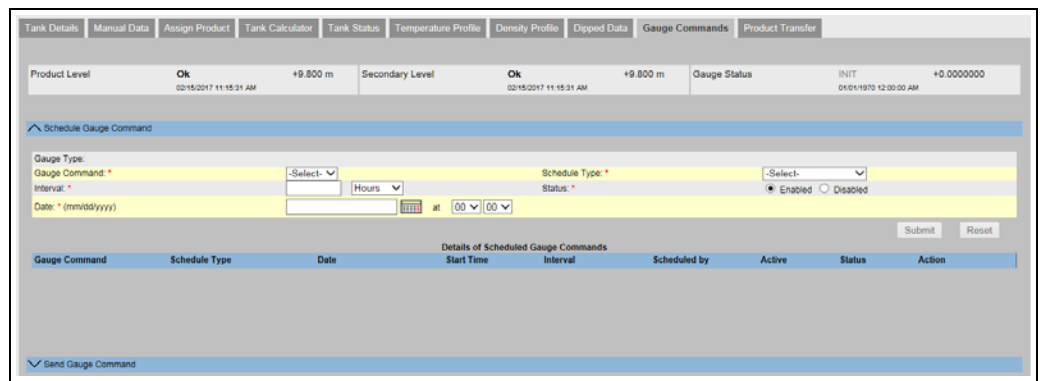 Tank Details Manual Data Assign Product Tank Calculator Tank Status Temperature Profile Density Profile Dipped Data Gauge Commands Product Transfer
Product Level Ok +9.800 m Secondary Level Ok +9.800 m Gauge Status INIT +0.0000000
02/15/2017 11:15:31 AM 02/15/2017 11:15:31 AM 01/01/1970 12:00:00 AM
Schedule Gauge Command
Gauge Type:
Gauge Command: * -Select- Schedule Type: * -Select-
Interval: * Hours Status: * Enabled Disabled
Date: * (mm/dd/yyyy) at 00 00
Submit Reset
Details of Scheduled Gauge Commands
Gauge Command Schedule Type Date Start Time Interval Scheduled by Active Status Action
Send Gauge Command